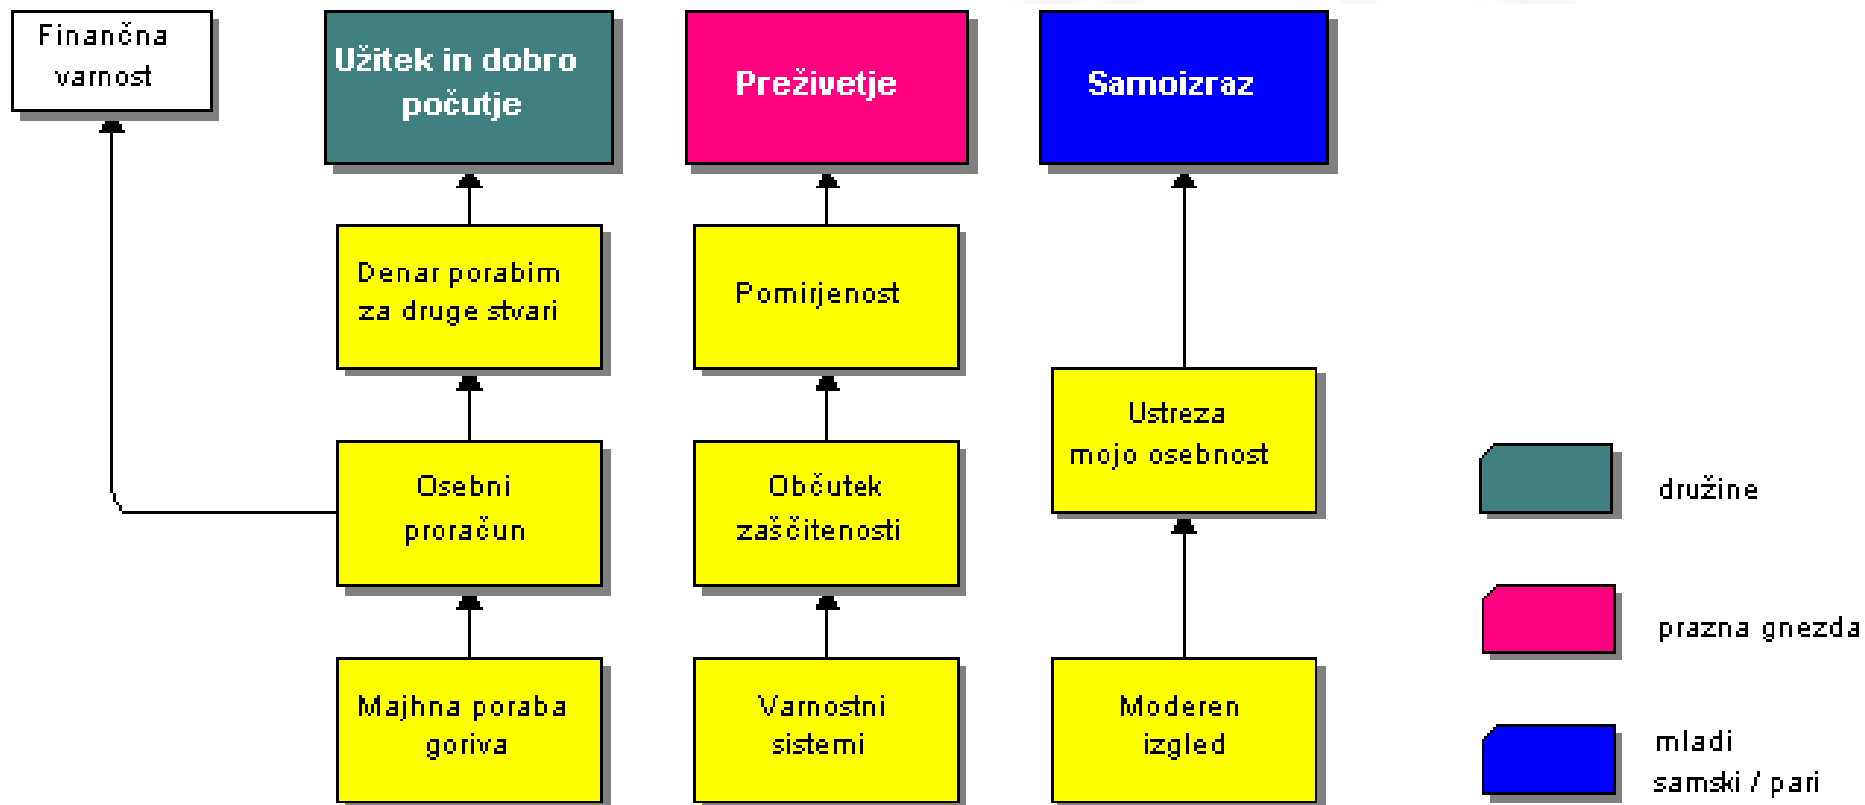 Finančna
varnost
Užitek in dobro
počutje
Preživetje
Samoizraz
Denar porabim
za druge stvari
Pomirjenost
Ustreza
mojo osebnost
Osebni
proračun
Občutek
zaščitenosti
Majhna poraba
goriva
Varnostni
sistemi
Moderen
izgled
družine
prazna gnezda
mladi
samski / pari